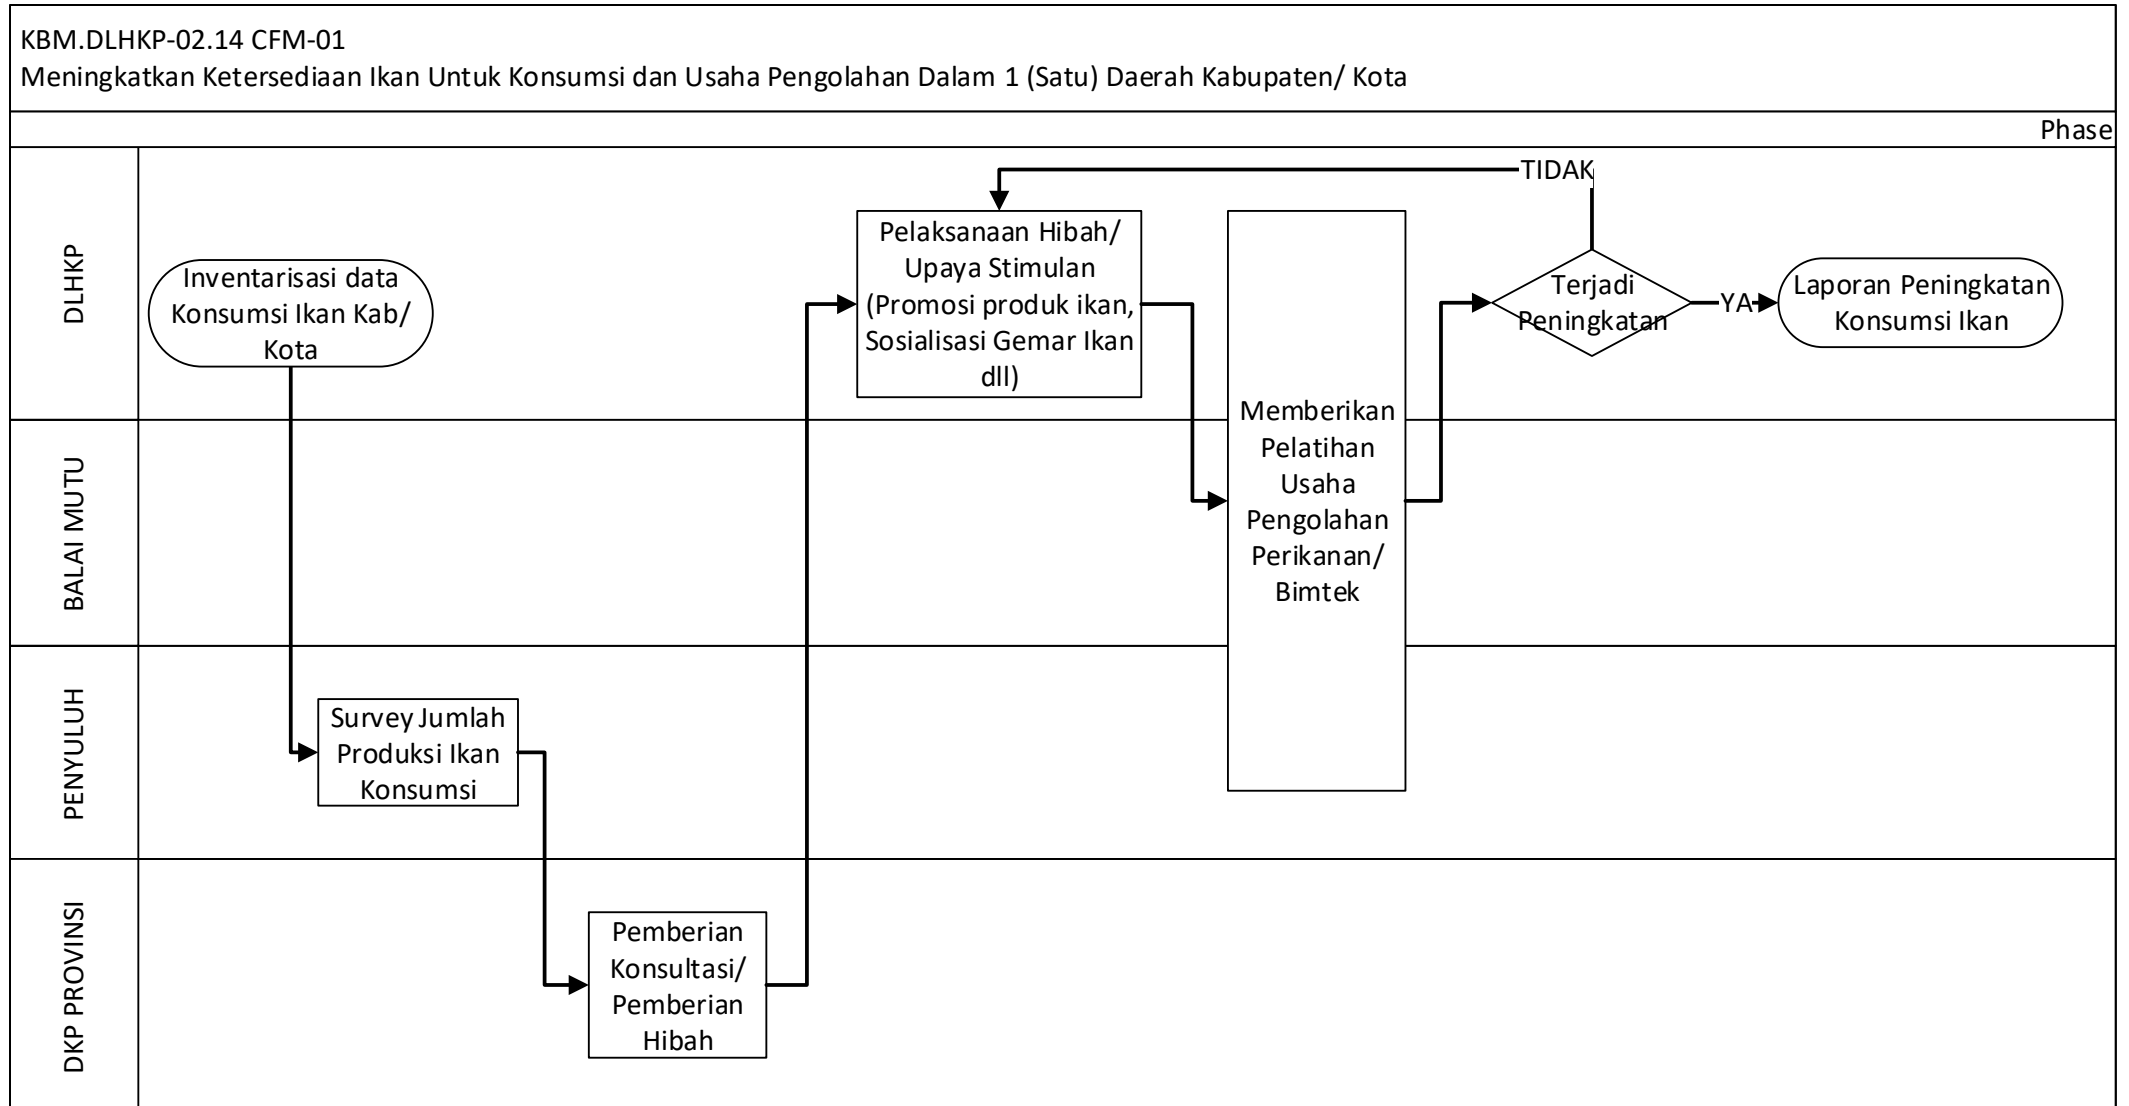 KBM.DLHKP-02.14 CFM-01
Meningkatkan Ketersediaan Ikan Untuk Konsumsi dan Usaha Pengolahan Dalam 1 (Satu) Daerah Kabupaten/ Kota
Phase
DLHKP
Inventarisasi data
Konsumsi Ikan Kab/
Kota
Pelaksanaan Hibah/
Upaya Stimulan
(Promosi produk ikan,
Sosialisasi Gemar Ikan
dll)
TIDAK
Terjadi
Peningkatan
YA
Laporan Peningkatan
Konsumsi Ikan
Memberikan
Pelatihan
Usaha
Pengolahan
Perikanan/
Bimtek
BALAI MUTU
PENYULUH
Survey Jumlah
Produksi Ikan
Konsumsi
DKP PROVINSI
Pemberian
Konsultasi/
Pemberian
Hibah